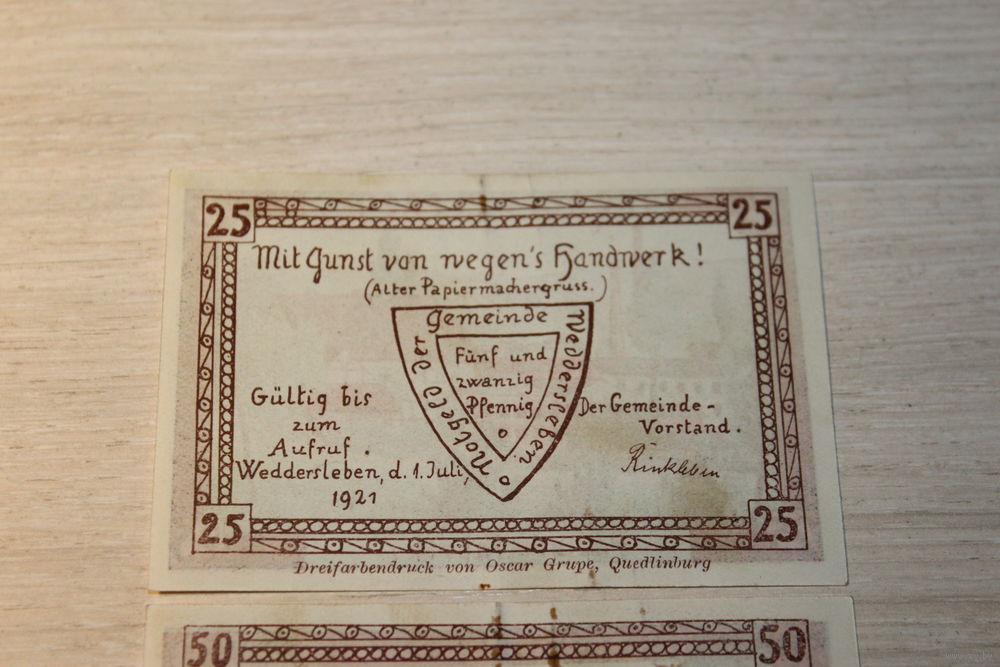 25 25
Mit Gunst von wegen's Handwerk!
(Alter Papiermachergruss.)
Notgeld der Gemeinde Weddersleben.
Fünf und
zwanzig
Pfennig
Gültig bis
zum
Aufruf.
Weddersleben, d. 1. Juli,
1921
Der Gemeinde-
Vorstand.
Rinkleben
25 25
Dreifarbendruck von Oscar Grupe, Quedlinburg
50 50